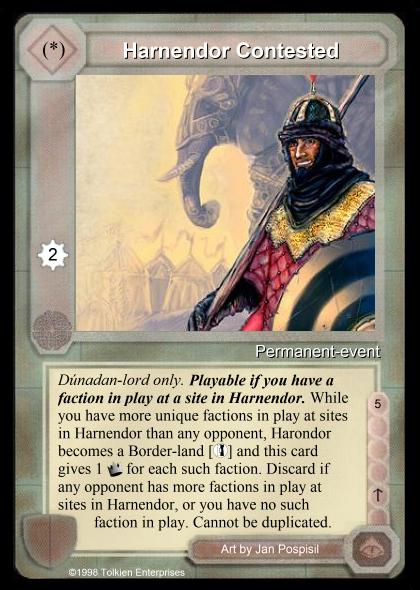 (*)
Harnendor Contested
2
Permanent-event
Dúnadan-lord only. Playable if you have a
faction in play at a site in Harnendor. While
you have more unique factions in play at sites
in Harnendor than any opponent, Harondor
becomes a Border-land [ ] and this card
gives 1 for each such faction. Discard if
any opponent has more factions in play at
sites in Harnendor, or you have no such
faction in play. Cannot be duplicated.
5
Art by Jan Pospisil
©1998 Tolkien Enterprises